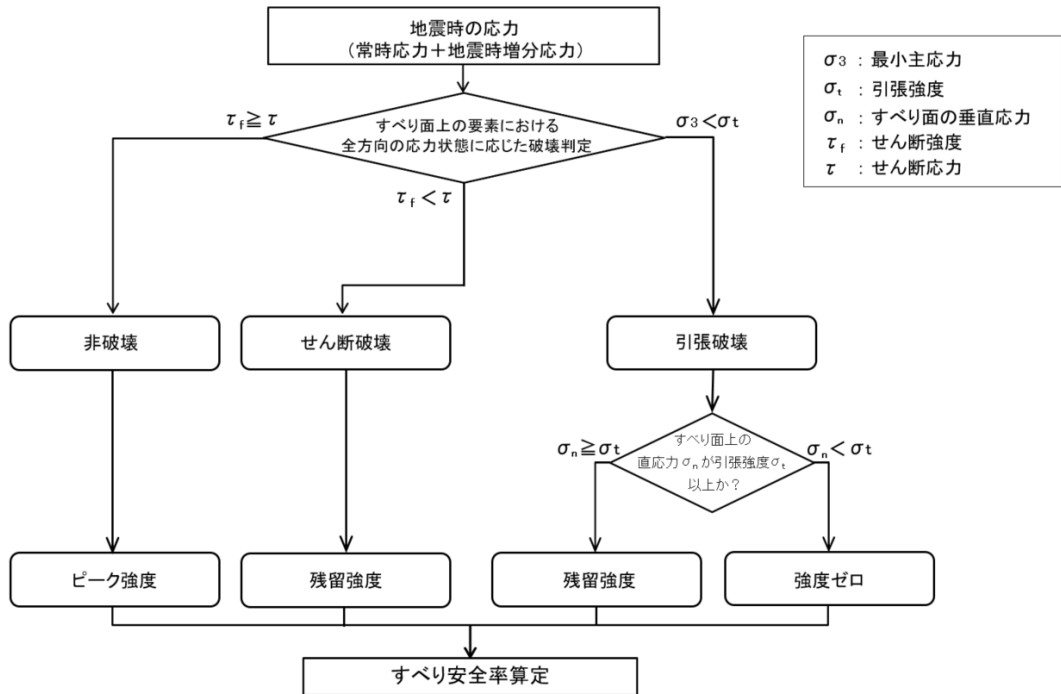 地震時の応力
(常時応力+地震時増分応力)
σ3 : 最小主応力
σt : 引張強度
σn : すべり面の垂直応力
τf : せん断強度
τ : せん断応力
τf≧τ
すべり面上の要素における
全方向の応力状態に応じた破壊判定
σ3<σt
τf<τ
非破壊
せん断破壊
引張破壊
σn≧σt
すべり面上の
直応力σnが引張強度σt
以上か?
σn<σt
ピーク強度
残留強度
残留強度
強度ゼロ
すべり安全率算定